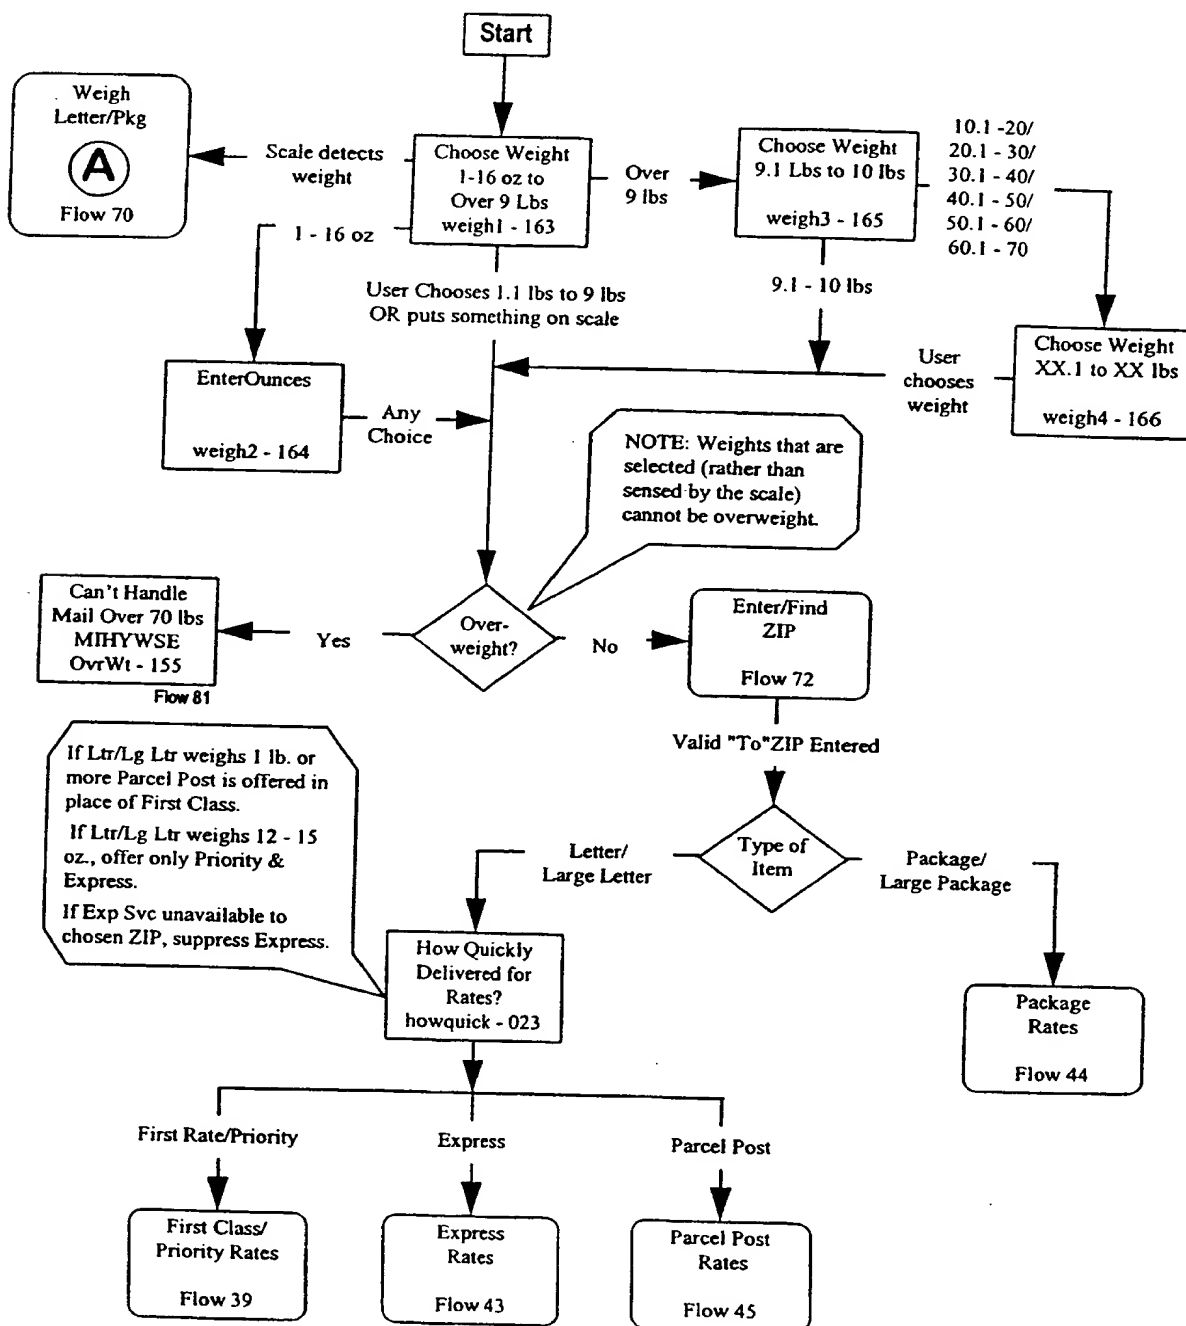 Start
Weigh
Letter/Pkg
A
Flow 70
Scale detects
weight
Choose Weight
1-16 oz to
Over 9 Lbs
weigh1 - 163
Over
9 lbs
Choose Weight
9.1 Lbs to 10 lbs
weigh3 - 165
10.1 -20/
20.1 - 30/
30.1 - 40/
40.1 - 50/
50.1 - 60/
60.1 - 70
1 - 16 oz
User Chooses 1.1 lbs to 9 lbs
OR puts something on scale
9.1 - 10 lbs
EnterOunces
weigh2 - 164
Any
Choice
User
chooses
weight
Choose Weight
XX.1 to XX lbs
weigh4 - 166
NOTE: Weights that are
selected (rather than
sensed by the scale)
cannot be overweight.
Can't Handle
Mail Over 70 lbs
MIHYWSE
OvrWt - 155
Flow 81
Yes
Over-
weight?
No
Enter/Find
ZIP
Flow 72
Valid "To"ZIP Entered
If Ltr/Lg Ltr weighs 1 lb. or
more Parcel Post is offered in
place of First Class.
If Ltr/Lg Ltr weighs 12 - 15
oz., offer only Priority &
Express.
If Exp Svc unavailable to
chosen ZIP, suppress Express.
Letter/
Large Letter
Type of
Item
Package/
Large Package
How Quickly
Delivered for
Rates?
howquick - 023
Package
Rates
Flow 44
First Rate/Priority
Express
Parcel Post
First Class/
Priority Rates
Flow 39
Express
Rates
Flow 43
Parcel Post
Rates
Flow 45